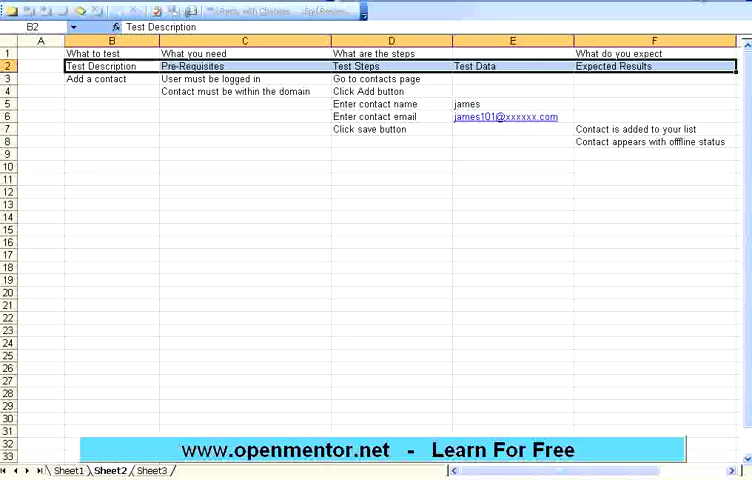 B2 fx Test Description
A B C D E F
1 What to test What you need What are the steps What do you expect
2 Test Description Pre-Requisites Test Steps Test Data Expected Results
3 Add a contact User must be logged in Go to contacts page
4 Contact must be within the domain Click Add button
5 Enter contact name james
6 Enter contact email james101@xxxxxx.com
7 Click save button Contact is added to your list
8 Contact appears with offline status
9
10
11
12
13
14
15
16
17
18
19
20
21
22
23
24
25
26
27
28
29
30
31
32 www.openmentor.net - Learn For Free
33
Sheet1 Sheet2 Sheet3